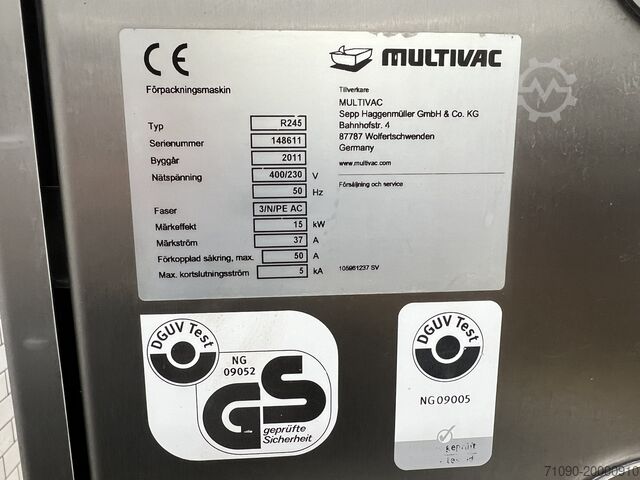 CE
MULTIVAC
Förpackningsmaskin
Typ R245
Serienummer 148611
Byggår 2011
Nätspänning 400/230 V
50 Hz
Faser 3/N/PE AC
Märkeffekt 15 kW
Märkström 37 A
Förkopplad säkring, max. 50 A
Max. kortslutningsström 5 kA
Tillverkare
MULTIVAC
Sepp Haggenmüller GmbH & Co. KG
Bahnhofstr. 4
87787 Wolfertschwenden
Germany
www.multivac.com
Försäljning och service
105961237 SV
DGUV Test
NG
09052
GS
geprüfte
Sicherheit
DGUV Test
NG 09005
geprüft
71090-20000910